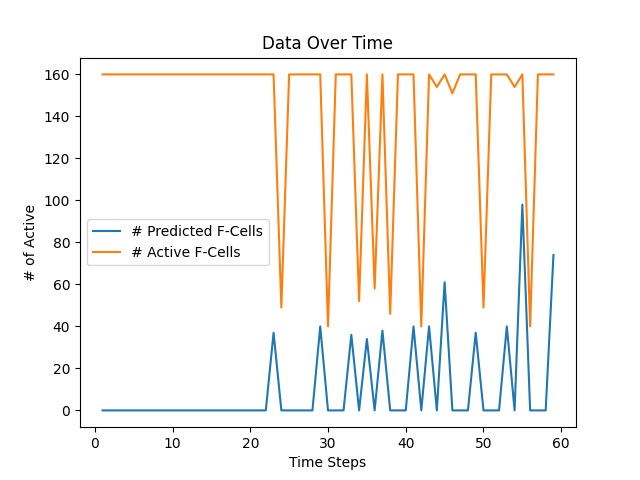 Data Over Time
# of Active
160
140
120
100
80
60
40
20
0
# Predicted F-Cells
# Active F-Cells
0 10 20 30 40 50 60
Time Steps